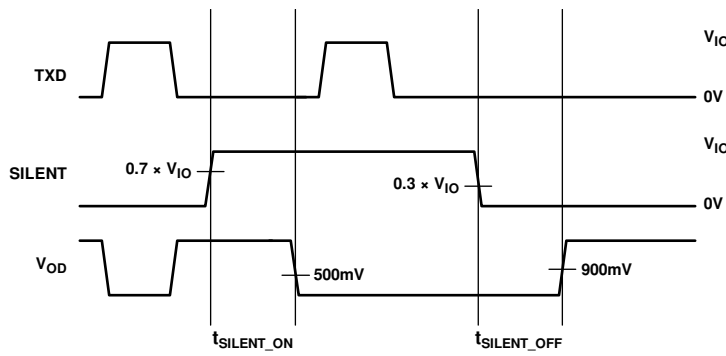 TXD
V_IO
0V
SILENT
0.7 × V_IO
0.3 × V_IO
V_IO
0V
V_OD
500mV
900mV
t_SILENT_ON
t_SILENT_OFF